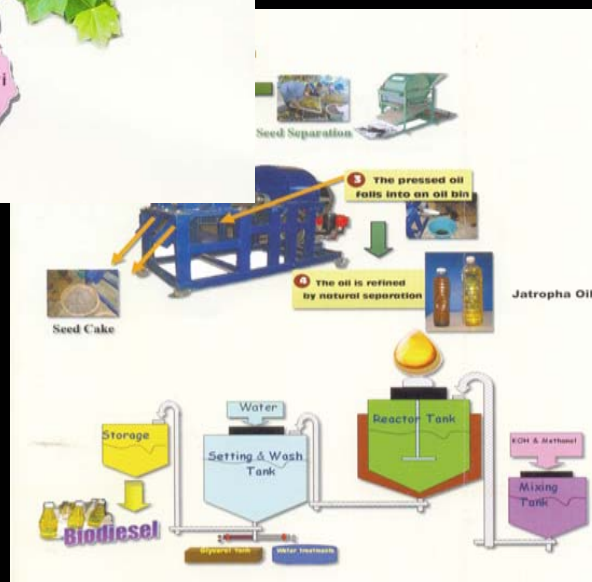 i
Seed Separation
3 The pressed oil
falls into an oil bin
4 The oil is refined
by natural separation
Jatropha Oil
Seed Cake
Water
Reactor Tank
Storage
Setting & Wash
Tank
KOH & Methanol
Mixing
Tank
Biodiesel
Glycerol Tank
Water treatments